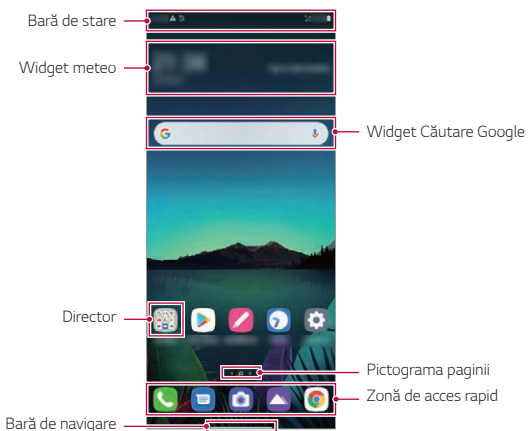 Bară de stare
Widget meteo
Widget Căutare Google
Director
Pictograma paginii
Zonă de acces rapid
Bară de navigare